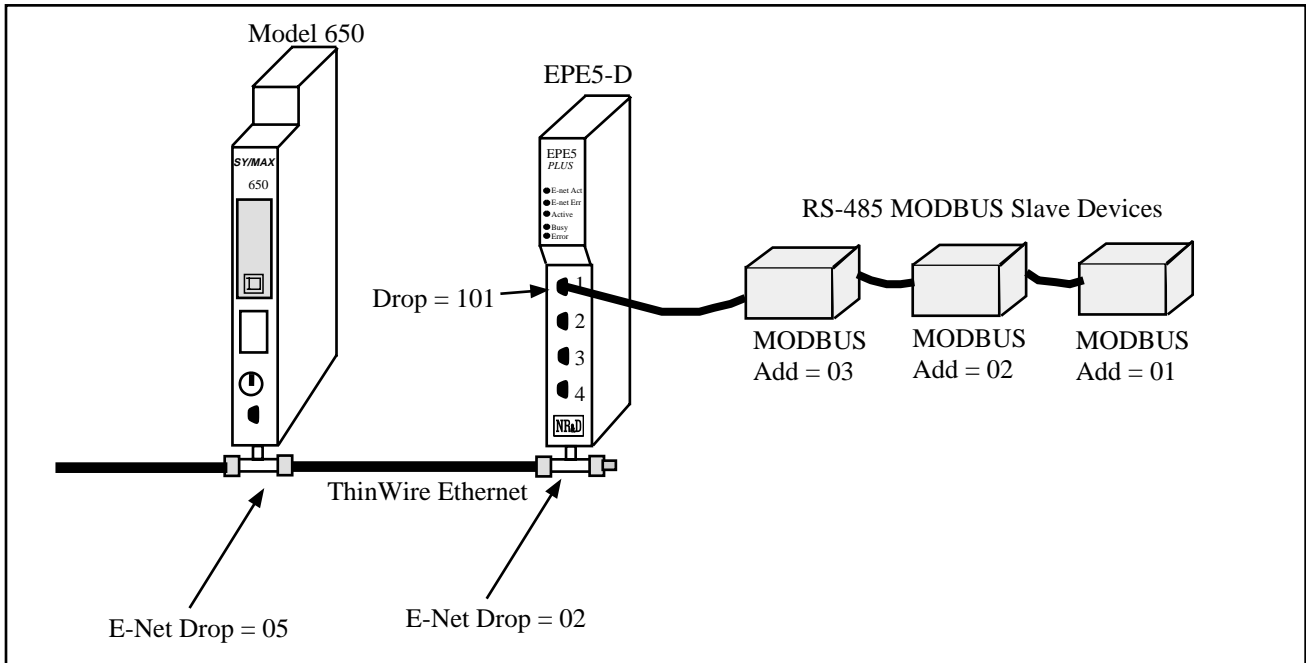 Model 650
EPE5-D
SY/MAX
650
EPE5
PLUS
E-net Act
E-net Err
Active
Busy
Error
RS-485 MODBUS Slave Devices
Drop = 101
1
2
3
4
NR&D
MODBUS
Add = 03
MODBUS
Add = 02
MODBUS
Add = 01
ThinWire Ethernet
E-Net Drop = 05
E-Net Drop = 02